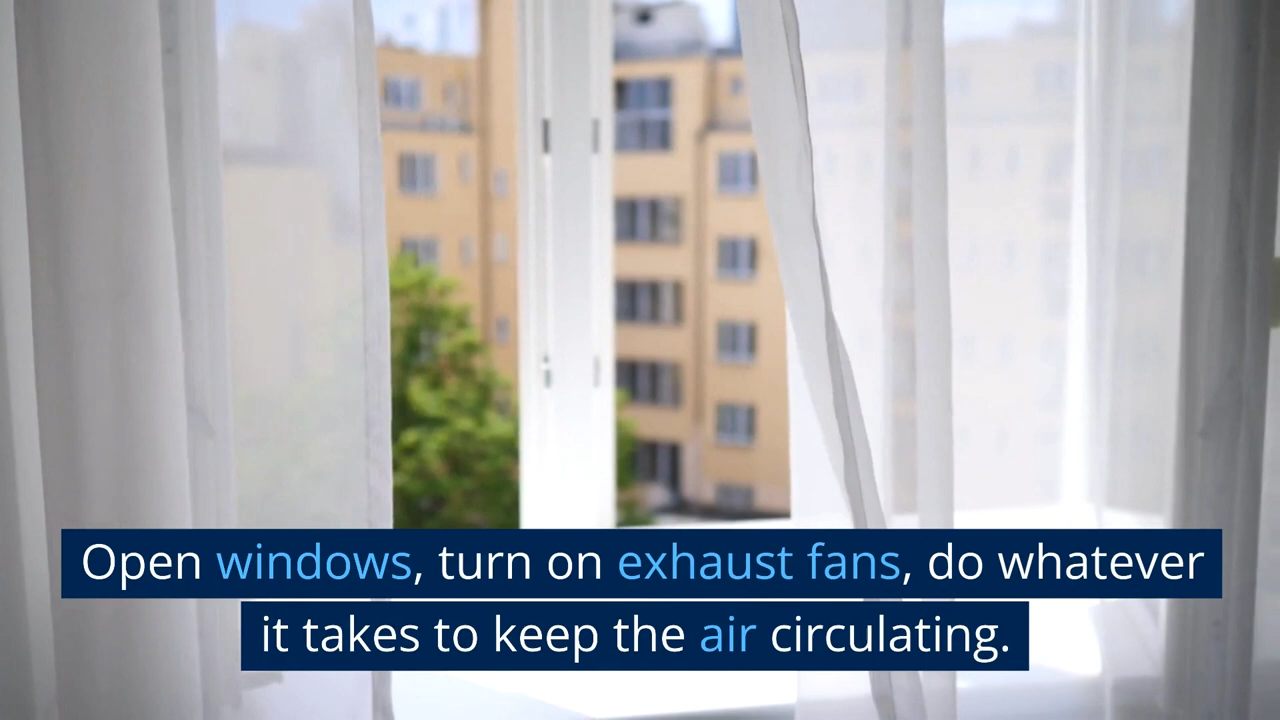 Open windows, turn on exhaust fans, do whatever
it takes to keep the air circulating.